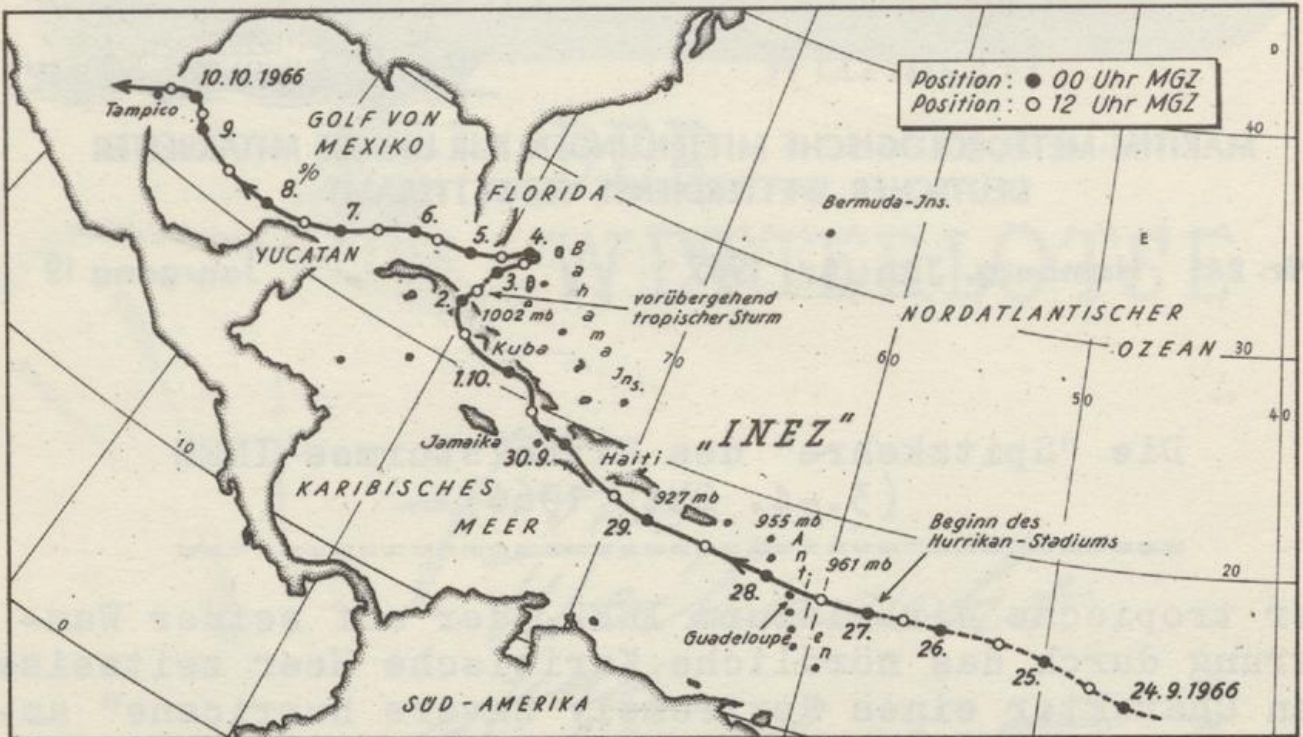 10.10.1966
Tampico
9.
8.
%
7.
6.
5.
4.
3.
2.
1.10.
30.9.
29.
28.
27.
26.
25.
24.9.1966
GOLF VON
MEXIKO
FLORIDA
YUCATÁN
Position: ● 00 Uhr MGZ
Position: ○ 12 Uhr MGZ
D
E
40
30
20
10
0
70
60
50
40
Bermuda-Jns.
Bahama Jns.
1002 mb
vorübergehend
tropischer Sturm
NORDATLANTISCHER
OZEAN
Kuba
Jamaika
Haiti
„INEZ"
KARIBISCHES
MEER
927 mb
955 mb
961 mb
Antillen
Guadeloupe
Beginn des
Hurrikan-Stadiums
SÜD-AMERIKA